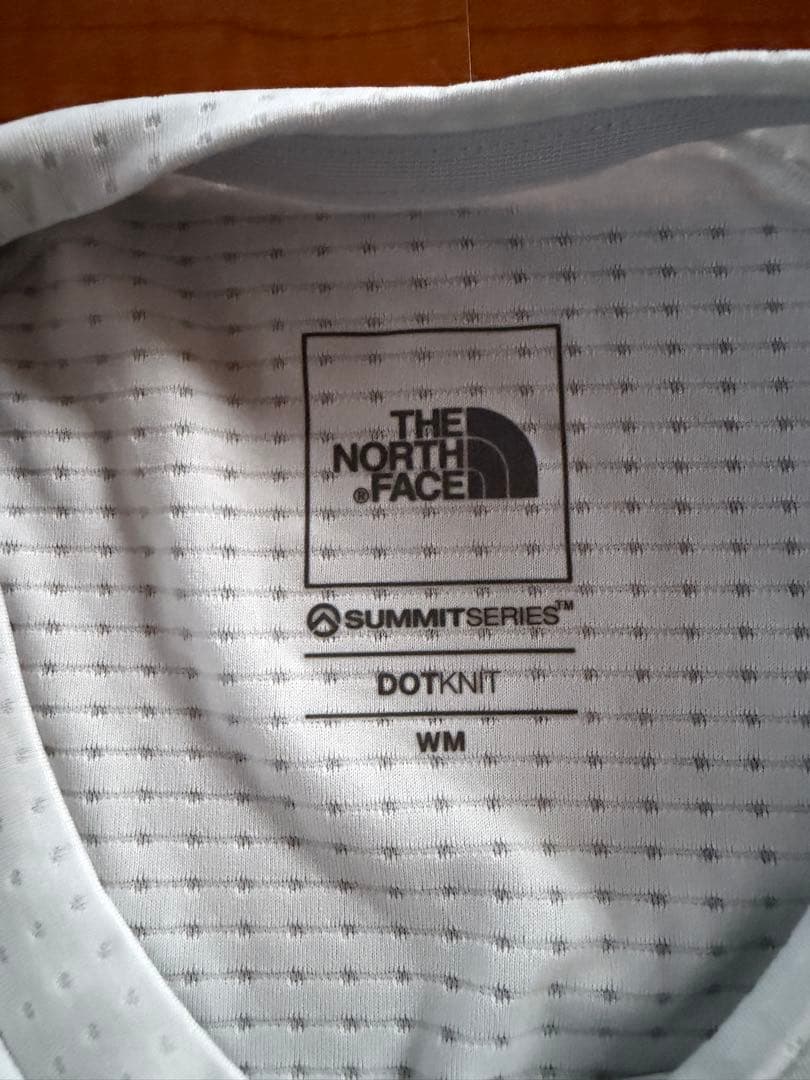 THE
NORTH
®FACE
SUMMITSERIES™
DOTKNIT
WM